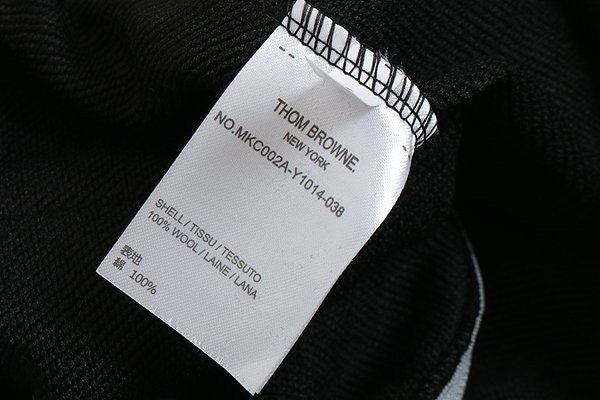 THOM BROWNE.
NEW YORK
NO.MKC002A-Y1014-038
SHELL / TISSU / TESSUTO
100% WOOL / LAINE / LANA
表地
綿 100%